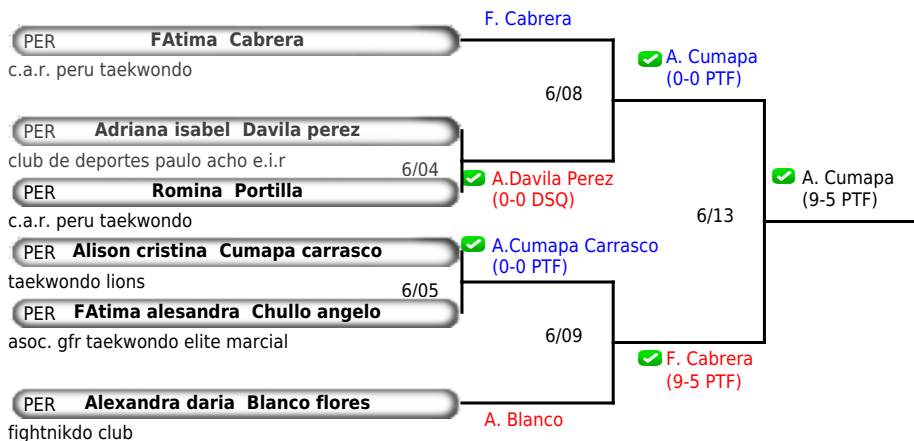 F. Cabrera
PER FAtima Cabrera
c.a.r. peru taekwondo
A. Cumapa
(0-0 PTF)
6/08
PER Adriana isabel Davila perez
club de deportes paulo acho e.i.r
6/04
A.Davila Perez
(0-0 DSQ)
PER Romina Portilla
c.a.r. peru taekwondo
A. Cumapa
(9-5 PTF)
6/13
PER Alison cristina Cumapa carrasco
taekwondo lions
A.Cumapa Carrasco
(0-0 PTF)
6/05
PER FAtima alesandra Chullo angelo
asoc. gfr taekwondo elite marcial
6/09
F. Cabrera
(9-5 PTF)
PER Alexandra daria Blanco flores
fightnikdo club
A. Blanco